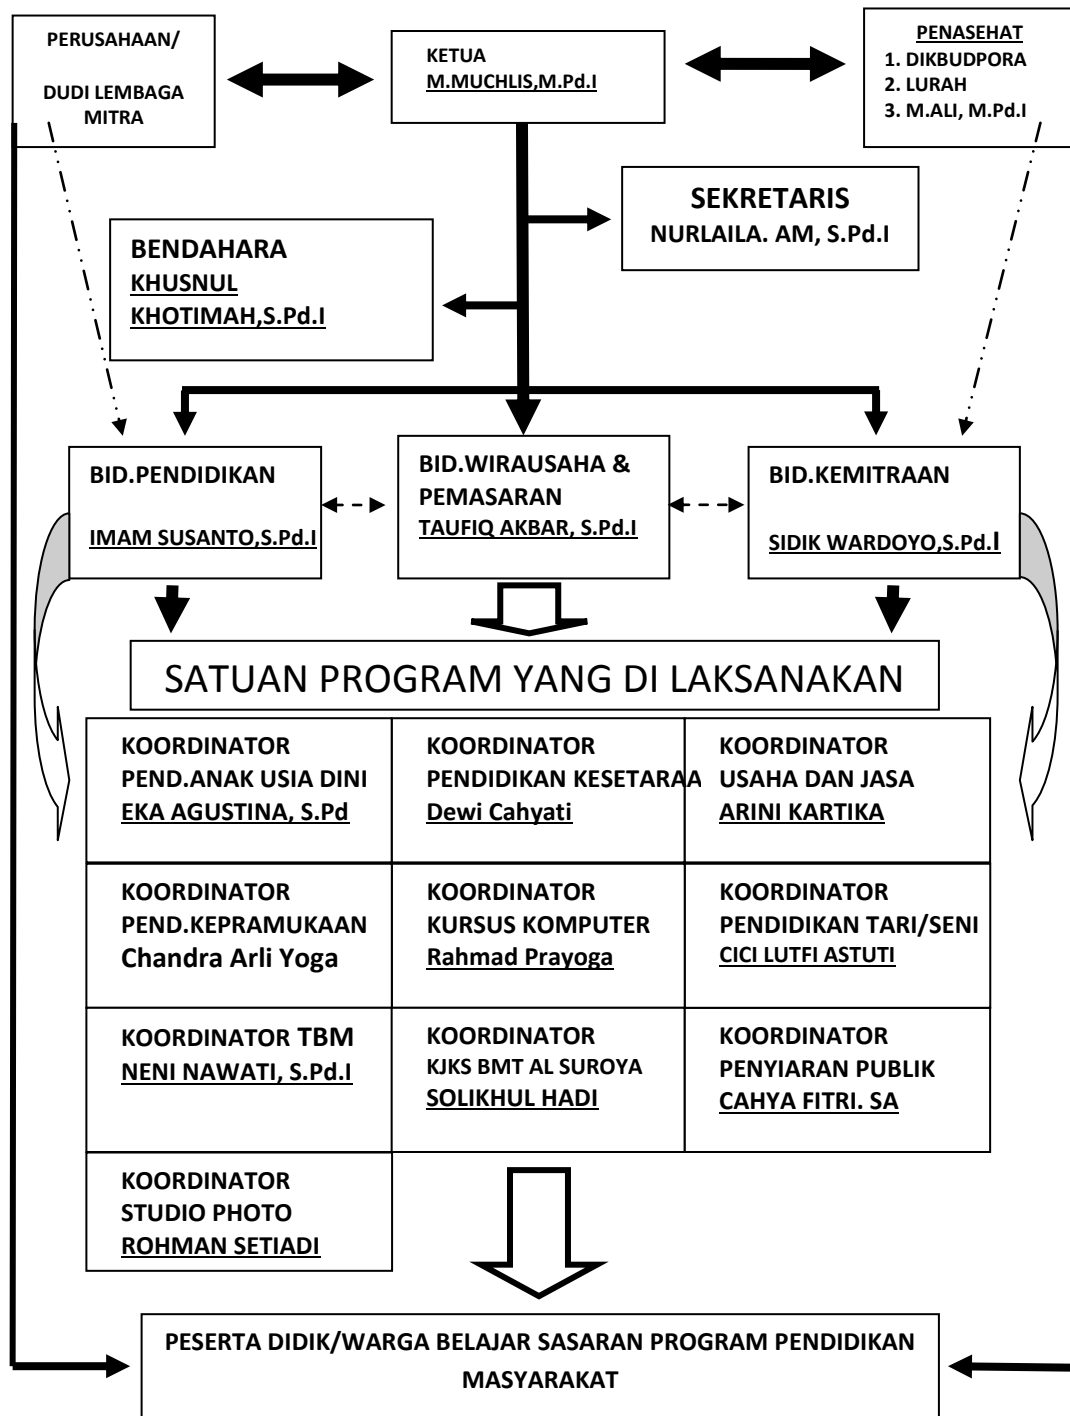 PERUSAHAAN/
DUDI LEMBAGA
MITRA
KETUA
M.MUCHLIS,M.Pd.I
PENASEHAT
1. DIKBUDPORA
2. LURAH
3. M.ALI, M.Pd.I
SEKRETARIS
NURLAILA. AM, S.Pd.I
BENDAHARA
KHUSNUL
KHOTIMAH,S.Pd.I
BID.PENDIDIKAN
IMAM SUSANTO,S.Pd.I
BID.WIRAUSAHA &
PEMASARAN
TAUFIQ AKBAR, S.Pd.I
BID.KEMITRAAN
SIDIK WARDOYO,S.Pd.I
SATUAN PROGRAM YANG DI LAKSANAKAN
KOORDINATOR
PEND.ANAK USIA DINI
EKA AGUSTINA, S.Pd
KOORDINATOR
PENDIDIKAN KESETARAA
Dewi Cahyati
KOORDINATOR
USAHA DAN JASA
ARINI KARTIKA
KOORDINATOR
PEND.KEPRAMUKAAN
Chandra Arli Yoga
KOORDINATOR
KURSUS KOMPUTER
Rahmad Prayoga
KOORDINATOR
PENDIDIKAN TARI/SENI
CICI LUTFI ASTUTI
KOORDINATOR TBM
NENI NAWATI, S.Pd.I
KOORDINATOR
KJKS BMT AL SUROYA
SOLIKHUL HADI
KOORDINATOR
PENYIARAN PUBLIK
CAHYA FITRI. SA
KOORDINATOR
STUDIO PHOTO
ROHMAN SETIADI
PESERTA DIDIK/WARGA BELAJAR SASARAN PROGRAM PENDIDIKAN
MASYARAKAT